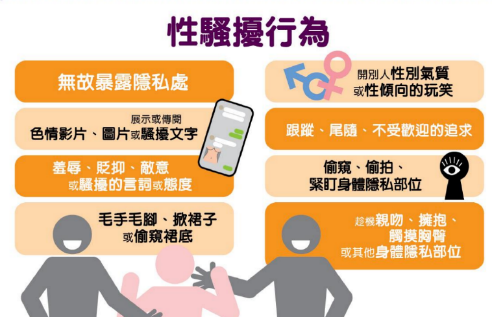 性騷擾行為
無故暴露隱私處
展示或傳閱
色情影片、圖片或騷擾文字
羞辱、貶抑、敵意
或騷擾的言詞或態度
毛手毛腳、掀裙子
或偷窺裙底
開別人性別氣質
或性傾向的玩笑
跟蹤、尾隨、不受歡迎的追求
偷窺、偷拍、
緊盯身體隱私部位
趁機親吻、擁抱、
觸摸胸臀
或其他身體隱私部位